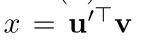 x = u′⊤v